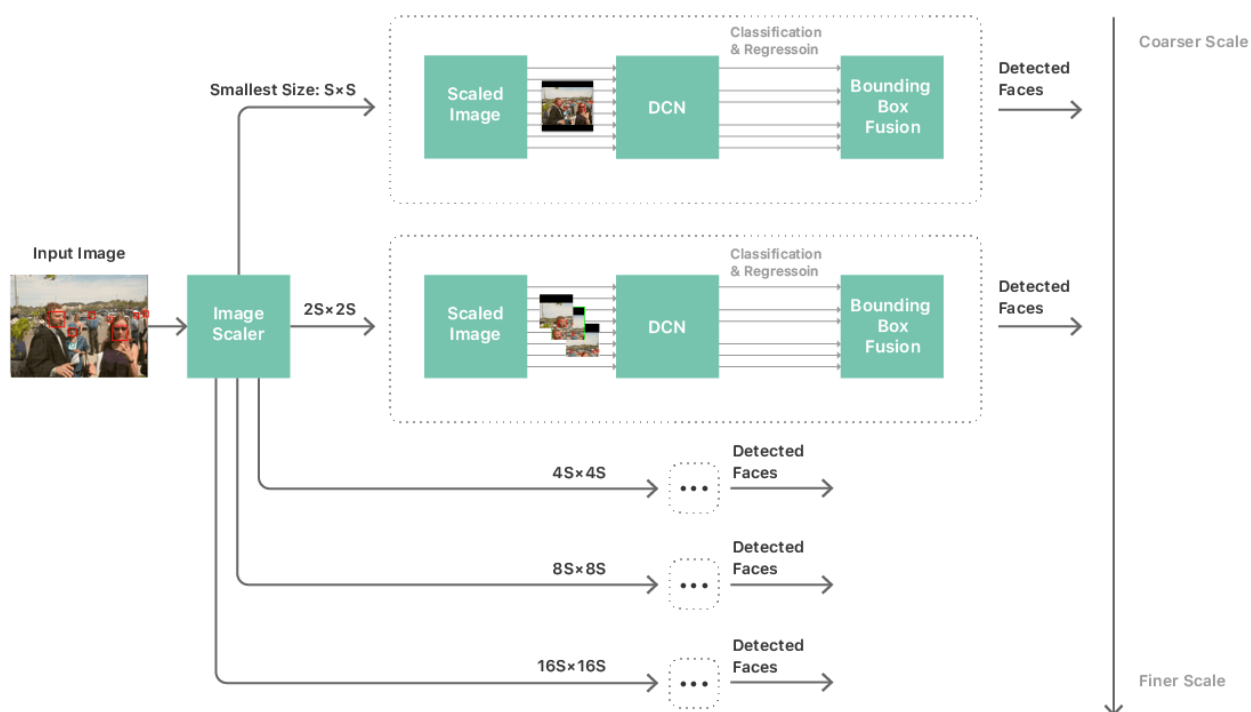 Classification
& Regressoin
Coarser Scale
Smallest Size: S×S
Scaled
Image
DCN
Bounding
Box
Fusion
Detected
Faces
Input Image
Image
Scaler
2S×2S
Classification
& Regressoin
Scaled
Image
DCN
Bounding
Box
Fusion
Detected
Faces
4S×4S
•••
Detected
Faces
8S×8S
•••
Detected
Faces
16S×16S
•••
Detected
Faces
Finer Scale